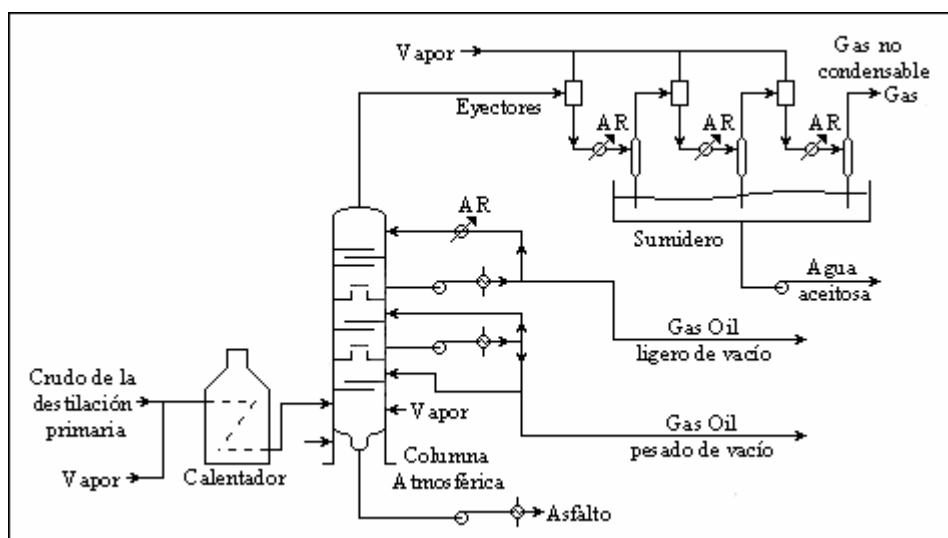 Vapor
Gas no
condensable
Gas
Eyectores
AR
AR
AR
AR
Sumidero
Agua
aceitosa
Gas Oil
ligero de vacío
Crudo de la
destilación
primaria
Vapor
Gas Oil
pesado de vacío
Vapor
Calentador
Columna
Atmosférica
Asfalto